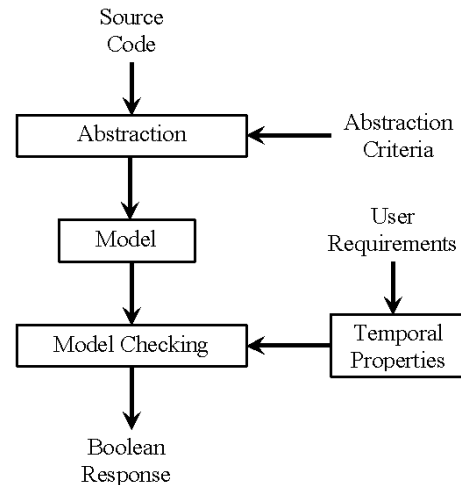 Source
Code
Abstraction
Abstraction
Criteria
Model
User
Requirements
Model Checking
Temporal
Properties
Boolean
Response